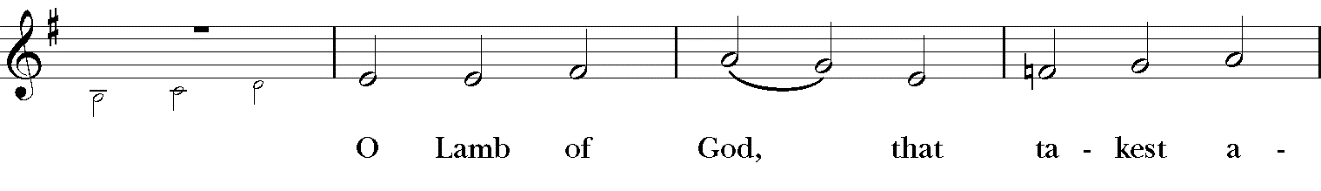 O Lamb of God, that ta - kest a -